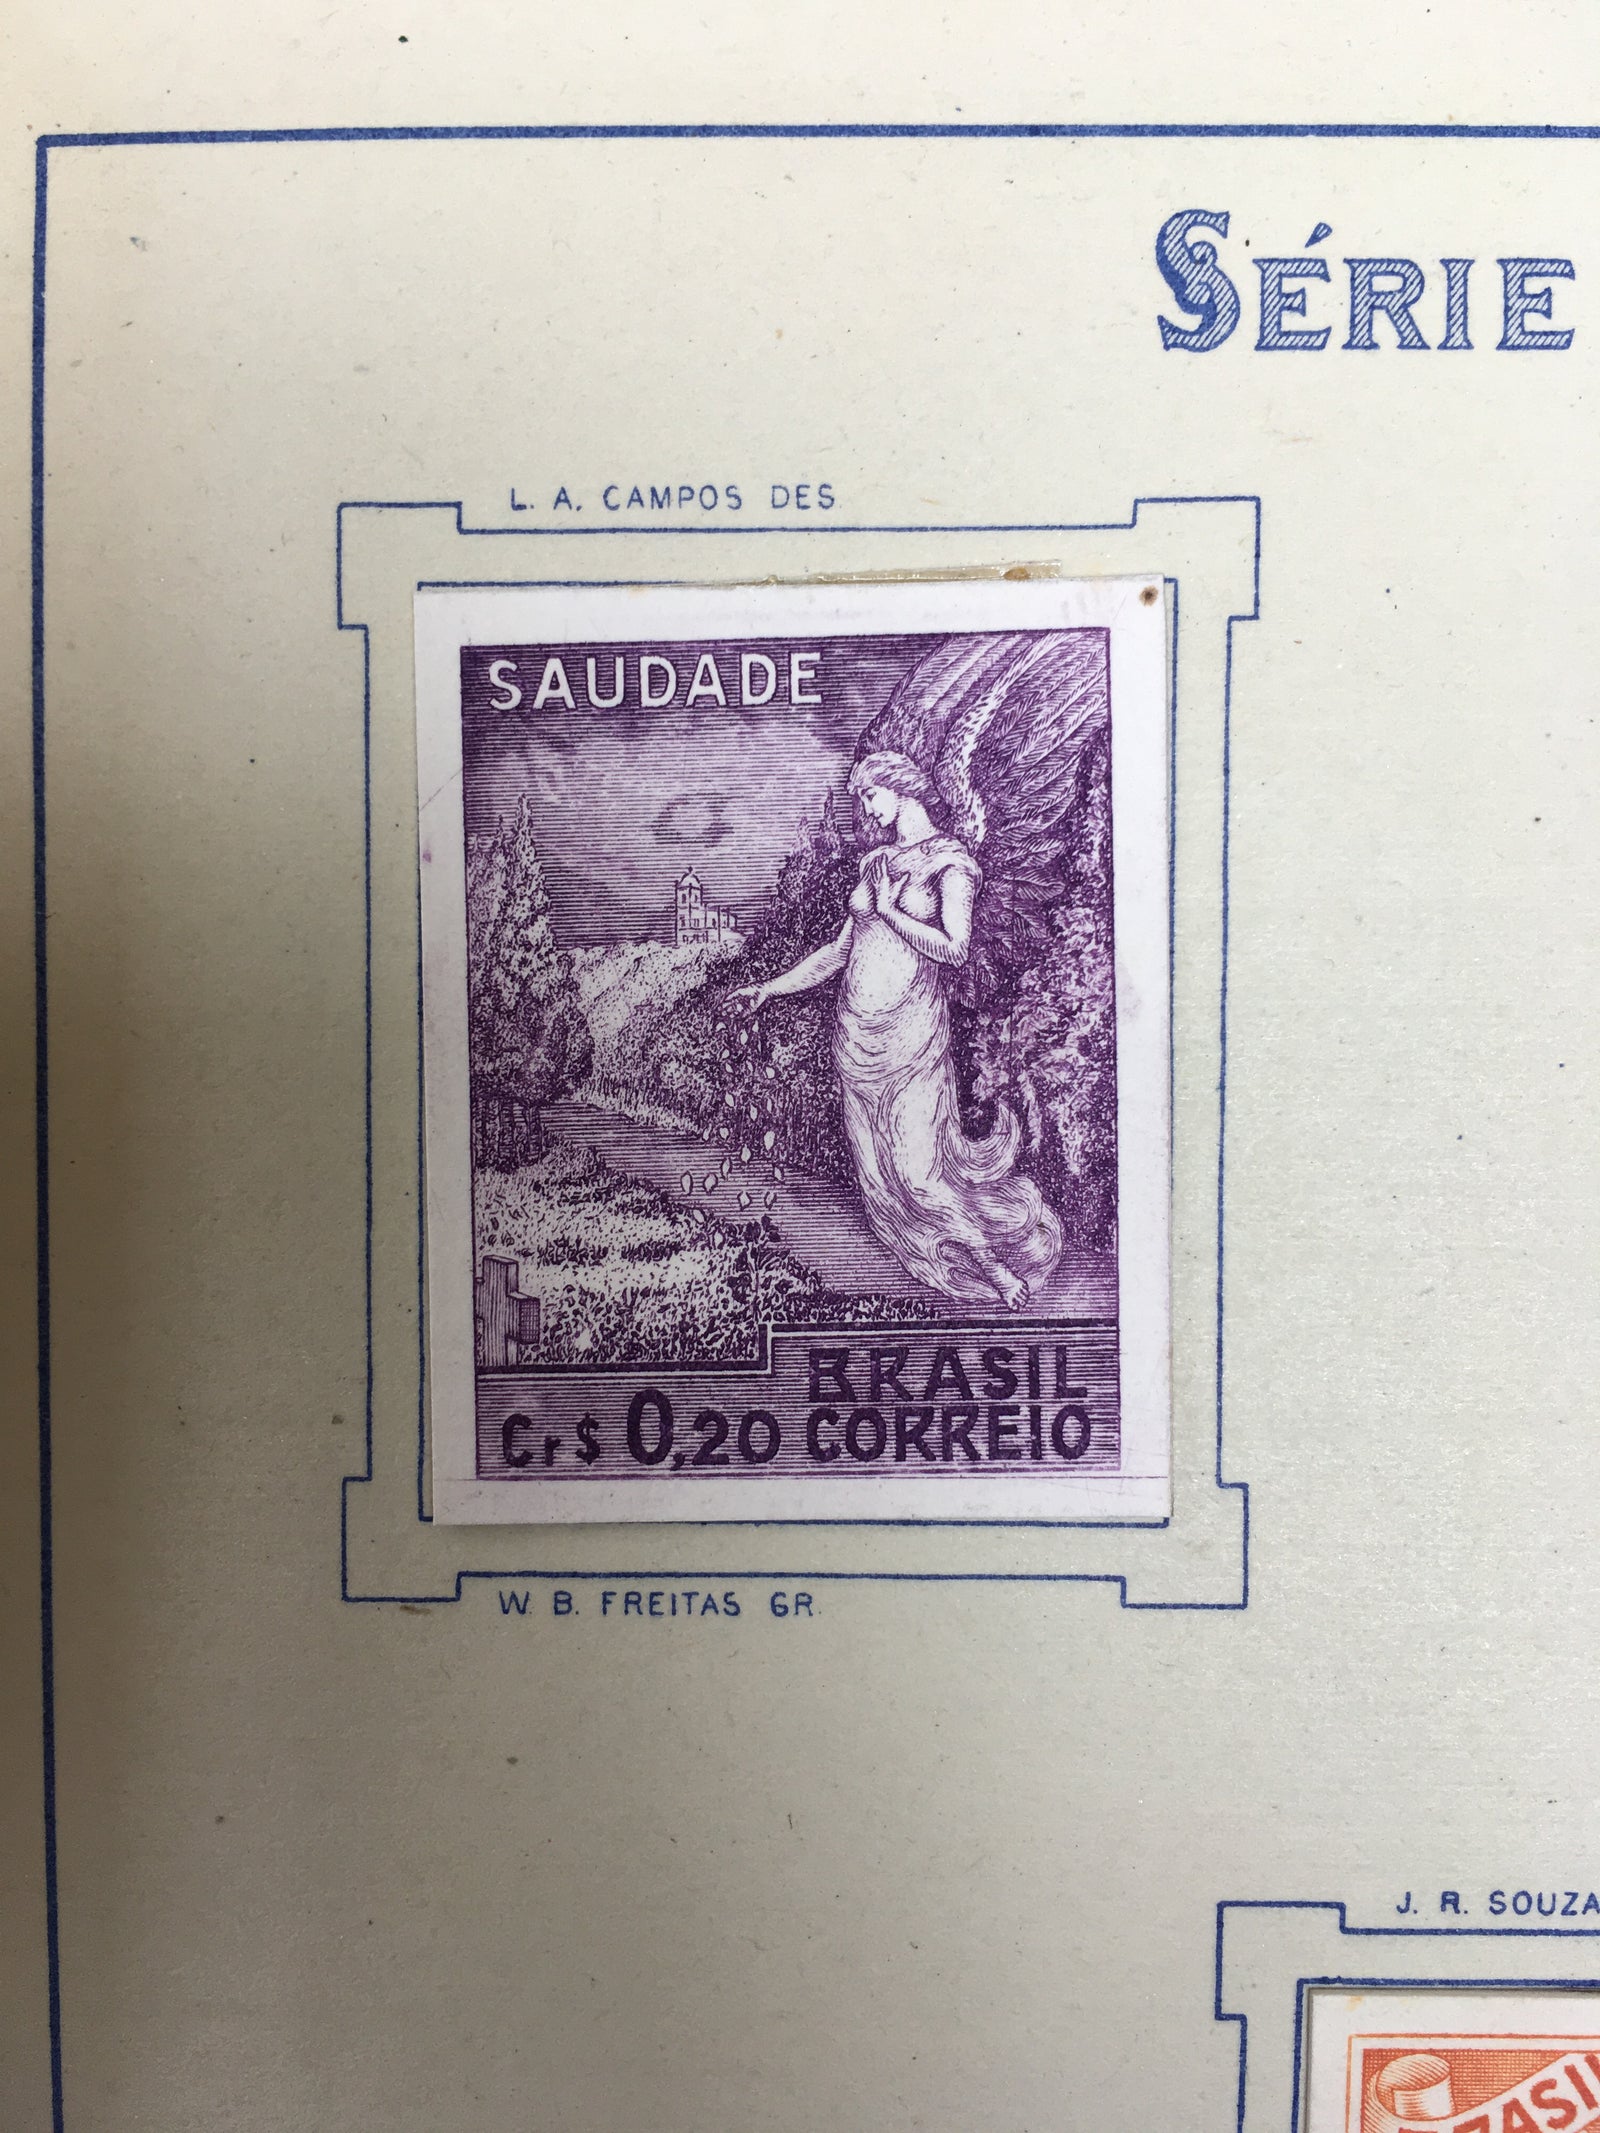 SÉRIE
L. A. CAMPOS DES.
SAUDADE
BRASIL
Cr$ 0,20 CORREIO
W. B. FREITAS GR.
J. R. SOUZA